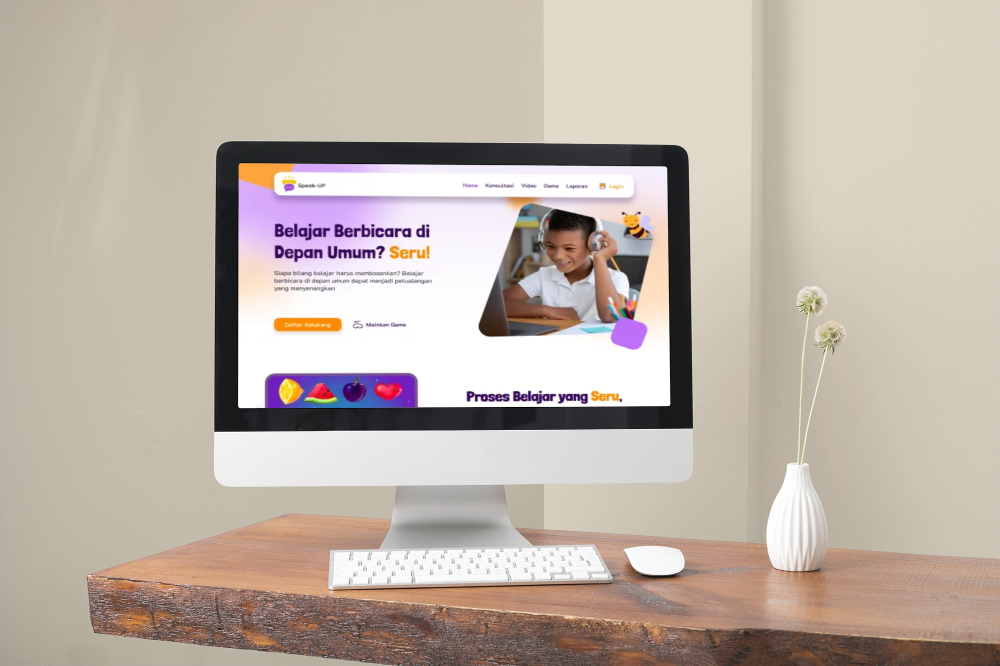 Speak-UP
Home Konsultasi Video Game Laporan Login
Belajar Berbicara di
Depan Umum? Seru!
Siapa bilang belajar harus membosankan? Belajar
berbicara di depan umum dapat menjadi petualangan
yang menyenangkan
Daftar Sekarang Mainkan Game
Proses Belajar yang Seru,